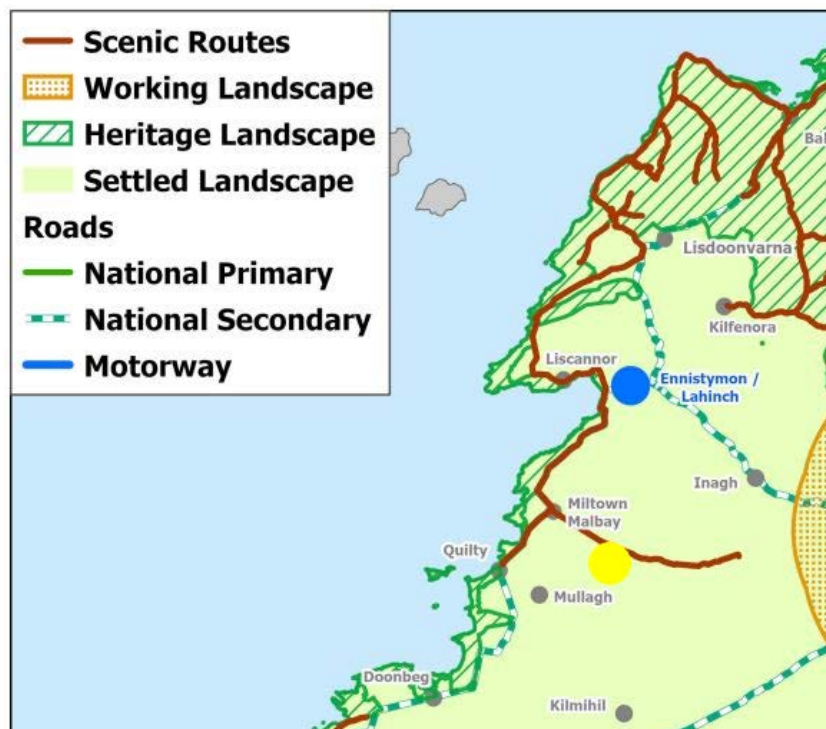 Scenic Routes
Working Landscape
Heritage Landscape
Settled Landscape
Roads
National Primary
National Secondary
Motorway
Lisdoonvarna
Kilfenora
Liscannor
Ennistymon /
Lahinch
Inagh
Miltown
Malbay
Quilty
Mullagh
Doonbeg
Kilmihil